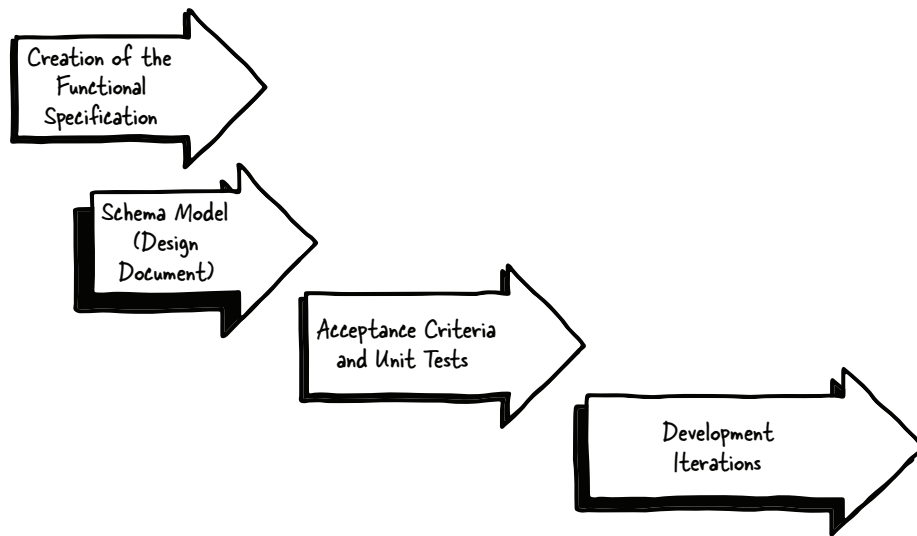 Creation of the
Functional
Specification
Schema Model
(Design
Document)
Acceptance Criteria
and Unit Tests
Development
Iterations